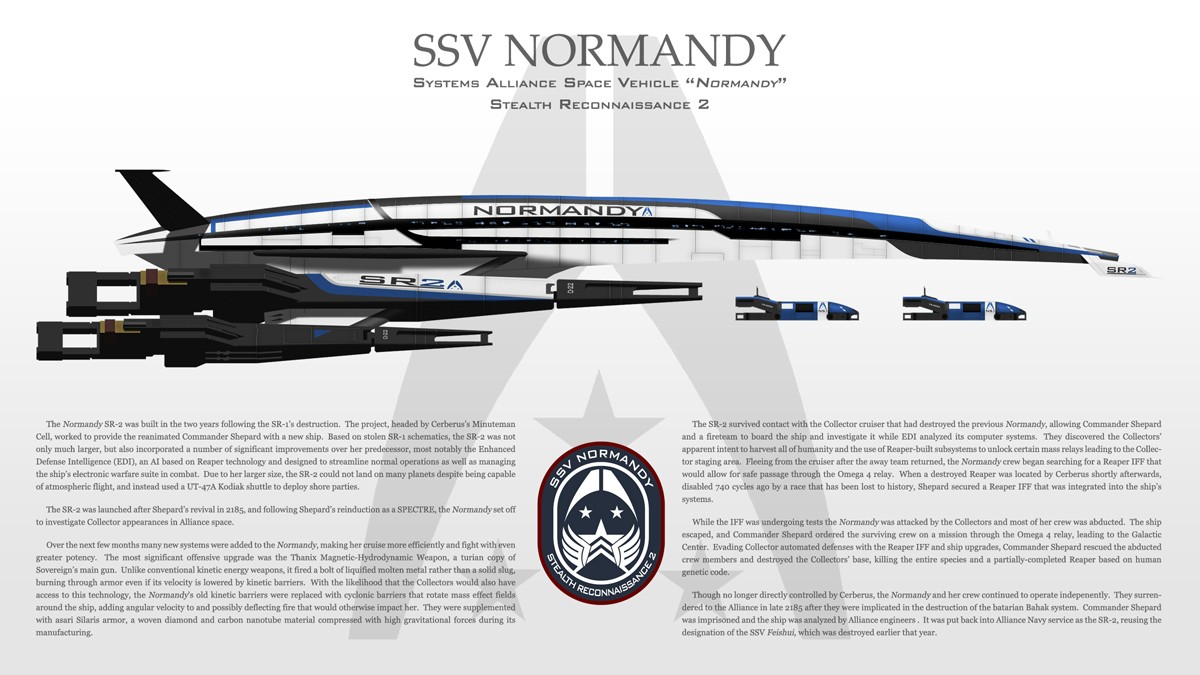 SSV NORMANDY
SYSTEMS ALLIANCE SPACE VEHICLE “NORMANDY”
STEALTH RECONNAISSANCE 2
NORMANDY
SR2
SR2
D-22
D-22
The Normandy SR-2 was built in the two years following the SR-1's destruction. The project, headed by Cerberus's Minuteman
Cell, worked to provide the reanimated Commander Shepard with a new ship. Based on stolen SR-1 schematics, the SR-2 was not
only much larger, but also incorporated a number of significant improvements over her predecessor, most notably the Enhanced
Defense Intelligence (EDI), an AI based on Reaper technology and designed to streamline normal operations as well as managing
the ship's electronic warfare suite in combat. Due to her larger size, the SR-2 could not land on many planets despite being capable
of atmospheric flight, and instead used a UT-47A Kodiak shuttle to deploy shore parties.
The SR-2 was launched after Shepard's revival in 2185, and following Shepard's reinduction as a SPECTRE, the Normandy set off
to investigate Collector appearances in Alliance space.
Over the next few months many new systems were added to the Normandy, making her cruise more efficiently and fight with even
greater potency. The most significant offensive upgrade was the Thanix Magnetic-Hydrodynamic Weapon, a turian copy of
Sovereign's main gun. Unlike conventional kinetic energy weapons, it fired a bolt of liquified molten metal rather than a solid slug,
burning through armor even if its velocity is lowered by kinetic barriers. With the likelihood that the Collectors would also have
access to this technology, the Normandy's old kinetic barriers were replaced with cyclonic barriers that rotate mass effect fields
around the ship, adding angular velocity to and possibly deflecting fire that would otherwise impact her. They were supplemented
with asari Silaris armor, a woven diamond and carbon nanotube material compressed with high gravitational forces during its
manufacturing.
SSV NORMANDY
STEALTH RECONNAISSANCE 2
The SR-2 survived contact with the Collector cruiser that had destroyed the previous Normandy, allowing Commander Shepard
and a fireteam to board the ship and investigate it while EDI analyzed its computer systems. They discovered the Collectors'
apparent intent to harvest all of humanity and the use of Reaper-built subsystems to unlock certain mass relays leading to the Collec-
tor staging area. Fleeing from the cruiser after the away team returned, the Normandy crew began searching for a Reaper IFF that
would allow for safe passage through the Omega 4 relay. When a destroyed Reaper was located by Cerberus shortly afterwards,
disabled 740 cycles ago by a race that has been lost to history, Shepard secured a Reaper IFF that was integrated into the ship's
systems.
While the IFF was undergoing tests the Normandy was attacked by the Collectors and most of her crew was abducted. The ship
escaped, and Commander Shepard ordered the surviving crew on a mission through the Omega 4 relay, leading to the Galactic
Center. Evading Collector automated defenses with the Reaper IFF and ship upgrades, Commander Shepard rescued the abducted
crew members and destroyed the Collectors' base, killing the entire species and a partially-completed Reaper based on human
genetic code.
Though no longer directly controlled by Cerberus, the Normandy and her crew continued to operate indepenently. They surren-
dered to the Alliance in late 2185 after they were implicated in the destruction of the batarian Bahak system. Commander Shepard
was imprisoned and the ship was analyzed by Alliance engineers . It was put back into Alliance Navy service as the SR-2, reusing the
designation of the SSV Feishui, which was destroyed earlier that year.